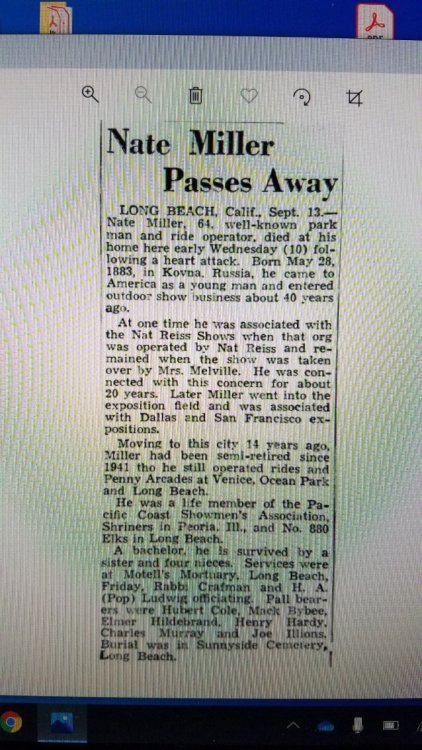 Nate Miller
Passes Away
LONG BEACH, Calif., Sept. 13.—
Nate Miller, 64, well-known park
man and ride operator, died at his
home here early Wednesday (10) fol-
lowing a heart attack. Born May 28,
1883, in Kovna, Russia, he came to
America as a young man and entered
outdoor show business about 40 years
ago.
At one time he was associated with
the Nat Reiss Shows when that org
was operated by Nat Reiss and re-
mained when the show was taken
over by Mrs. Melville. He was con-
nected with this concern for about
20 years. Later Miller went into the
exposition field and was associated
with Dallas and San Francisco ex-
positions.
Moving to this city 14 years ago,
Miller had been semi-retired since
1941 tho he still operated rides and
Penny Arcades at Venice, Ocean Park
and Long Beach.
He was a life member of the Pa-
cific Coast Showmen's Association,
Shriners in Peoria, Ill., and No. 880
Elks in Long Beach.
A bachelor, he is survived by a
sister and four nieces. Services were
at Motell's Mortuary, Long Beach,
Friday, Rabbi Crafman and H. A.
(Pop) Ludwig officiating. Pall bear-
ers were Hubert Cole, Mack Bybee,
Elmer Hildebrand, Henry Hardy,
Charles Murray and Joe Illions.
Burial was in Sunnyside Cemetery,
Long Beach.